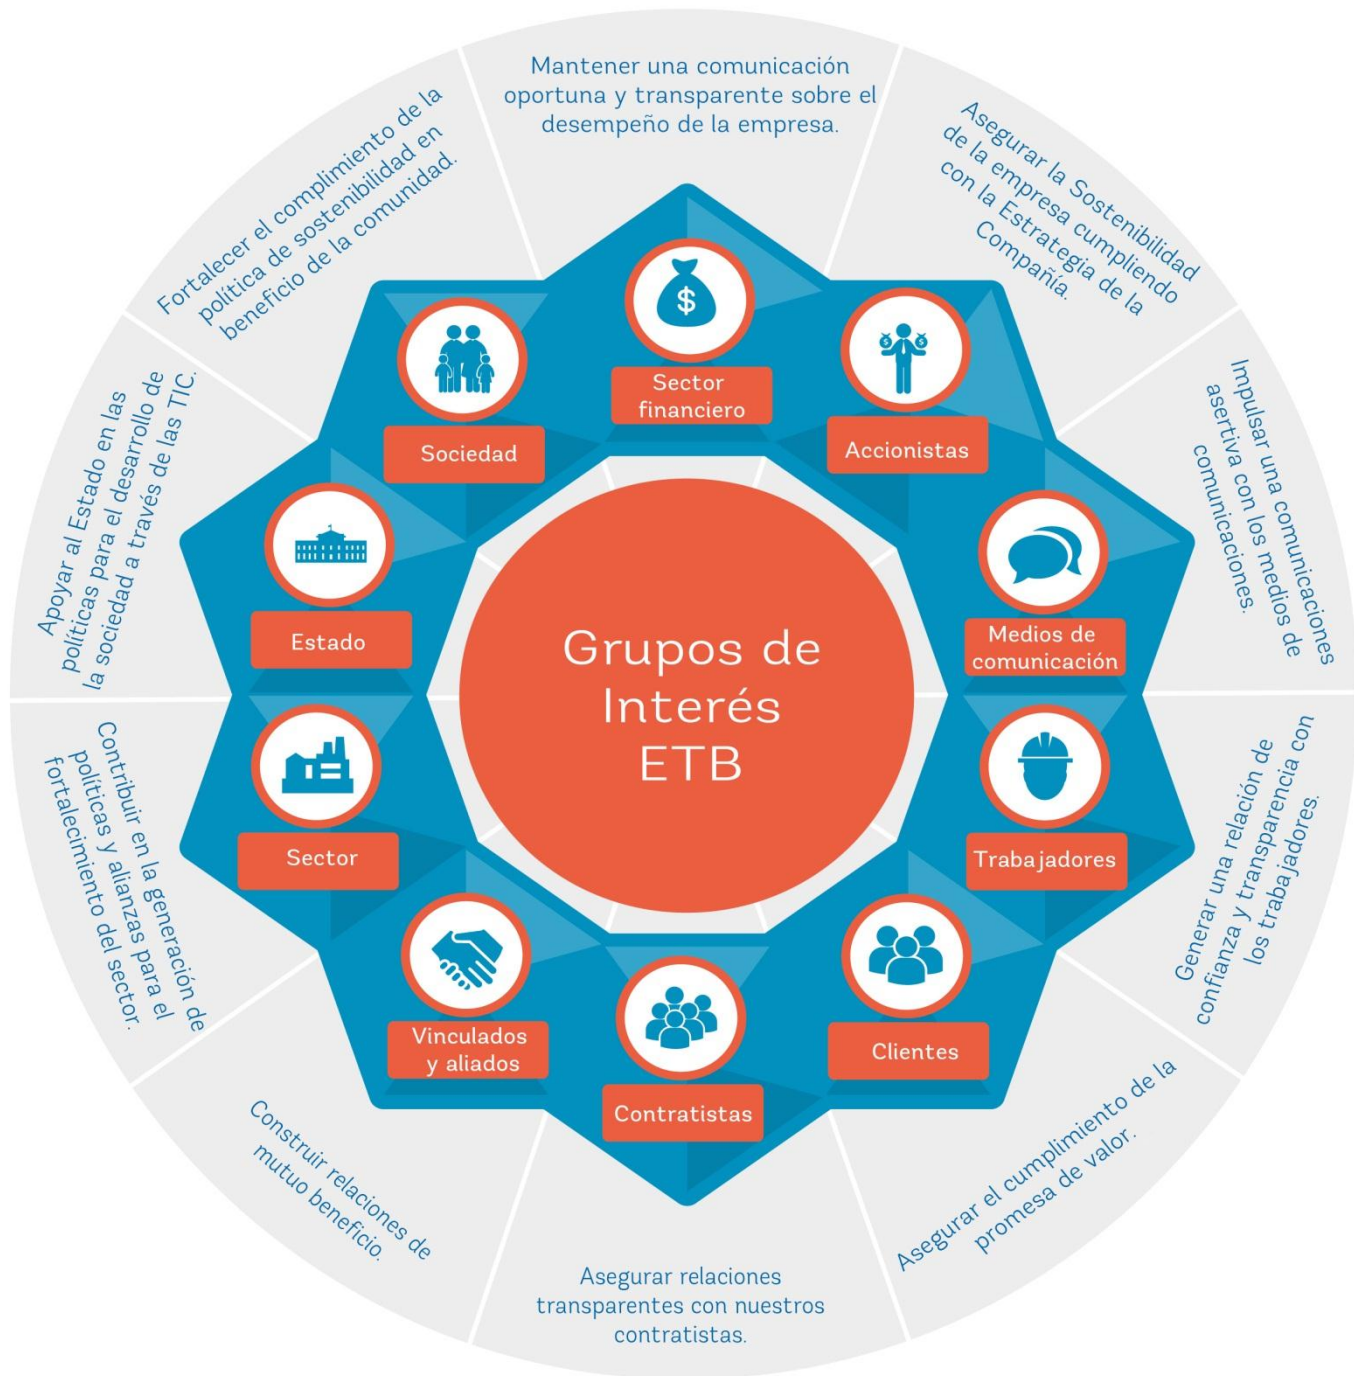 Mantener una comunicación
oportuna y transparente sobre el
desempeño de la empresa.
Asegurar la Sostenibilidad
de la empresa cumpliendo
con la Estrategia de la
Compañía.
Impulsar una comunicaciones
asertiva con los medios de
comunicaciones.
Generar una relación de
confianza y transparencia con
los trabajadores.
Asegurar el cumplimiento de la
promesa de valor.
Asegurar relaciones
transparentes con nuestros
contratistas.
Construir relaciones de
mutuo beneficio.
Contribuir en la generación de
políticas y alianzas para el
fortalecimiento del sector.
Apoyar al Estado en las
políticas para el desarrollo de
la sociedad a través de las TIC.
Fortalecer el complimiento de la
política de sostenibilidad en
beneficio de la comunidad.
$
Sector
financiero
$ $
Accionistas
Medios de
comunicación
Trabajadores
Clientes
Contratistas
Vinculados
y aliados
Sector
Estado
Sociedad
Grupos de
Interés
ETB